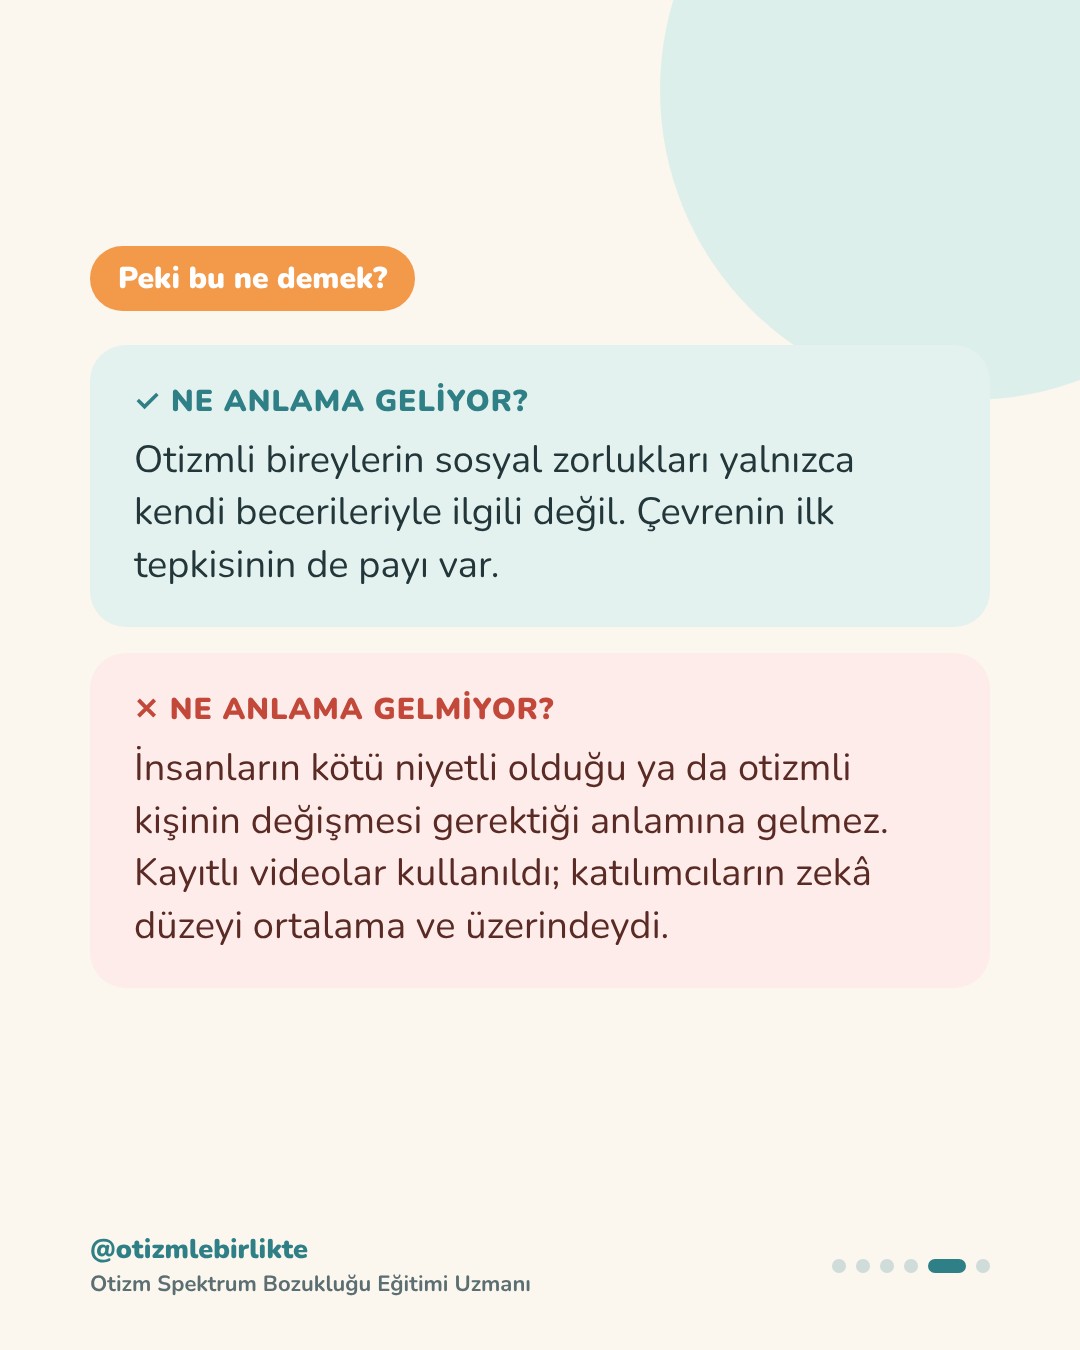 Peki bu ne demek?
✓ NE ANLAMA GELİYOR?
Otizmli bireylerin sosyal zorlukları yalnızca
kendi becerileriyle ilgili değil. Çevrenin ilk
tepkisinin de payı var.
✕ NE ANLAMA GELMİYOR?
İnsanların kötü niyetli olduğu ya da otizmli
kişinin değişmesi gerektiği anlamına gelmez.
Kayıtlı videolar kullanıldı; katılımcıların zekâ
düzeyi ortalama ve üzerindeydi.
@otizmlebirlikte
Otizm Spektrum Bozukluğu Eğitimi Uzmanı